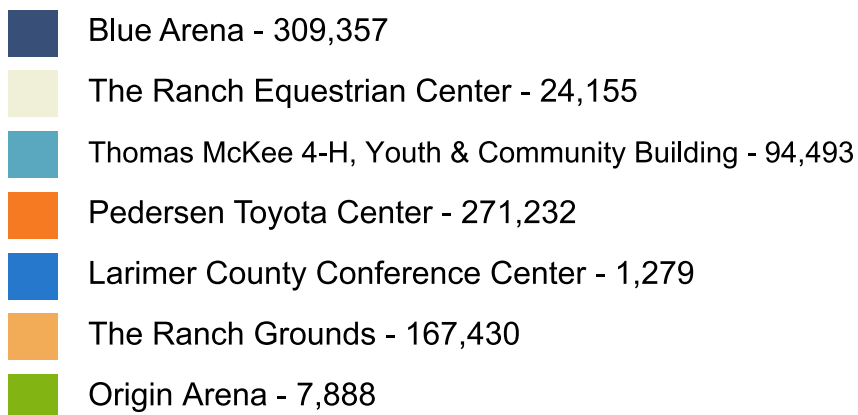 Blue Arena - 309,357
The Ranch Equestrian Center - 24,155
Thomas McKee 4-H, Youth & Community Building - 94,493
Pedersen Toyota Center - 271,232
Larimer County Conference Center - 1,279
The Ranch Grounds - 167,430
Origin Arena - 7,888